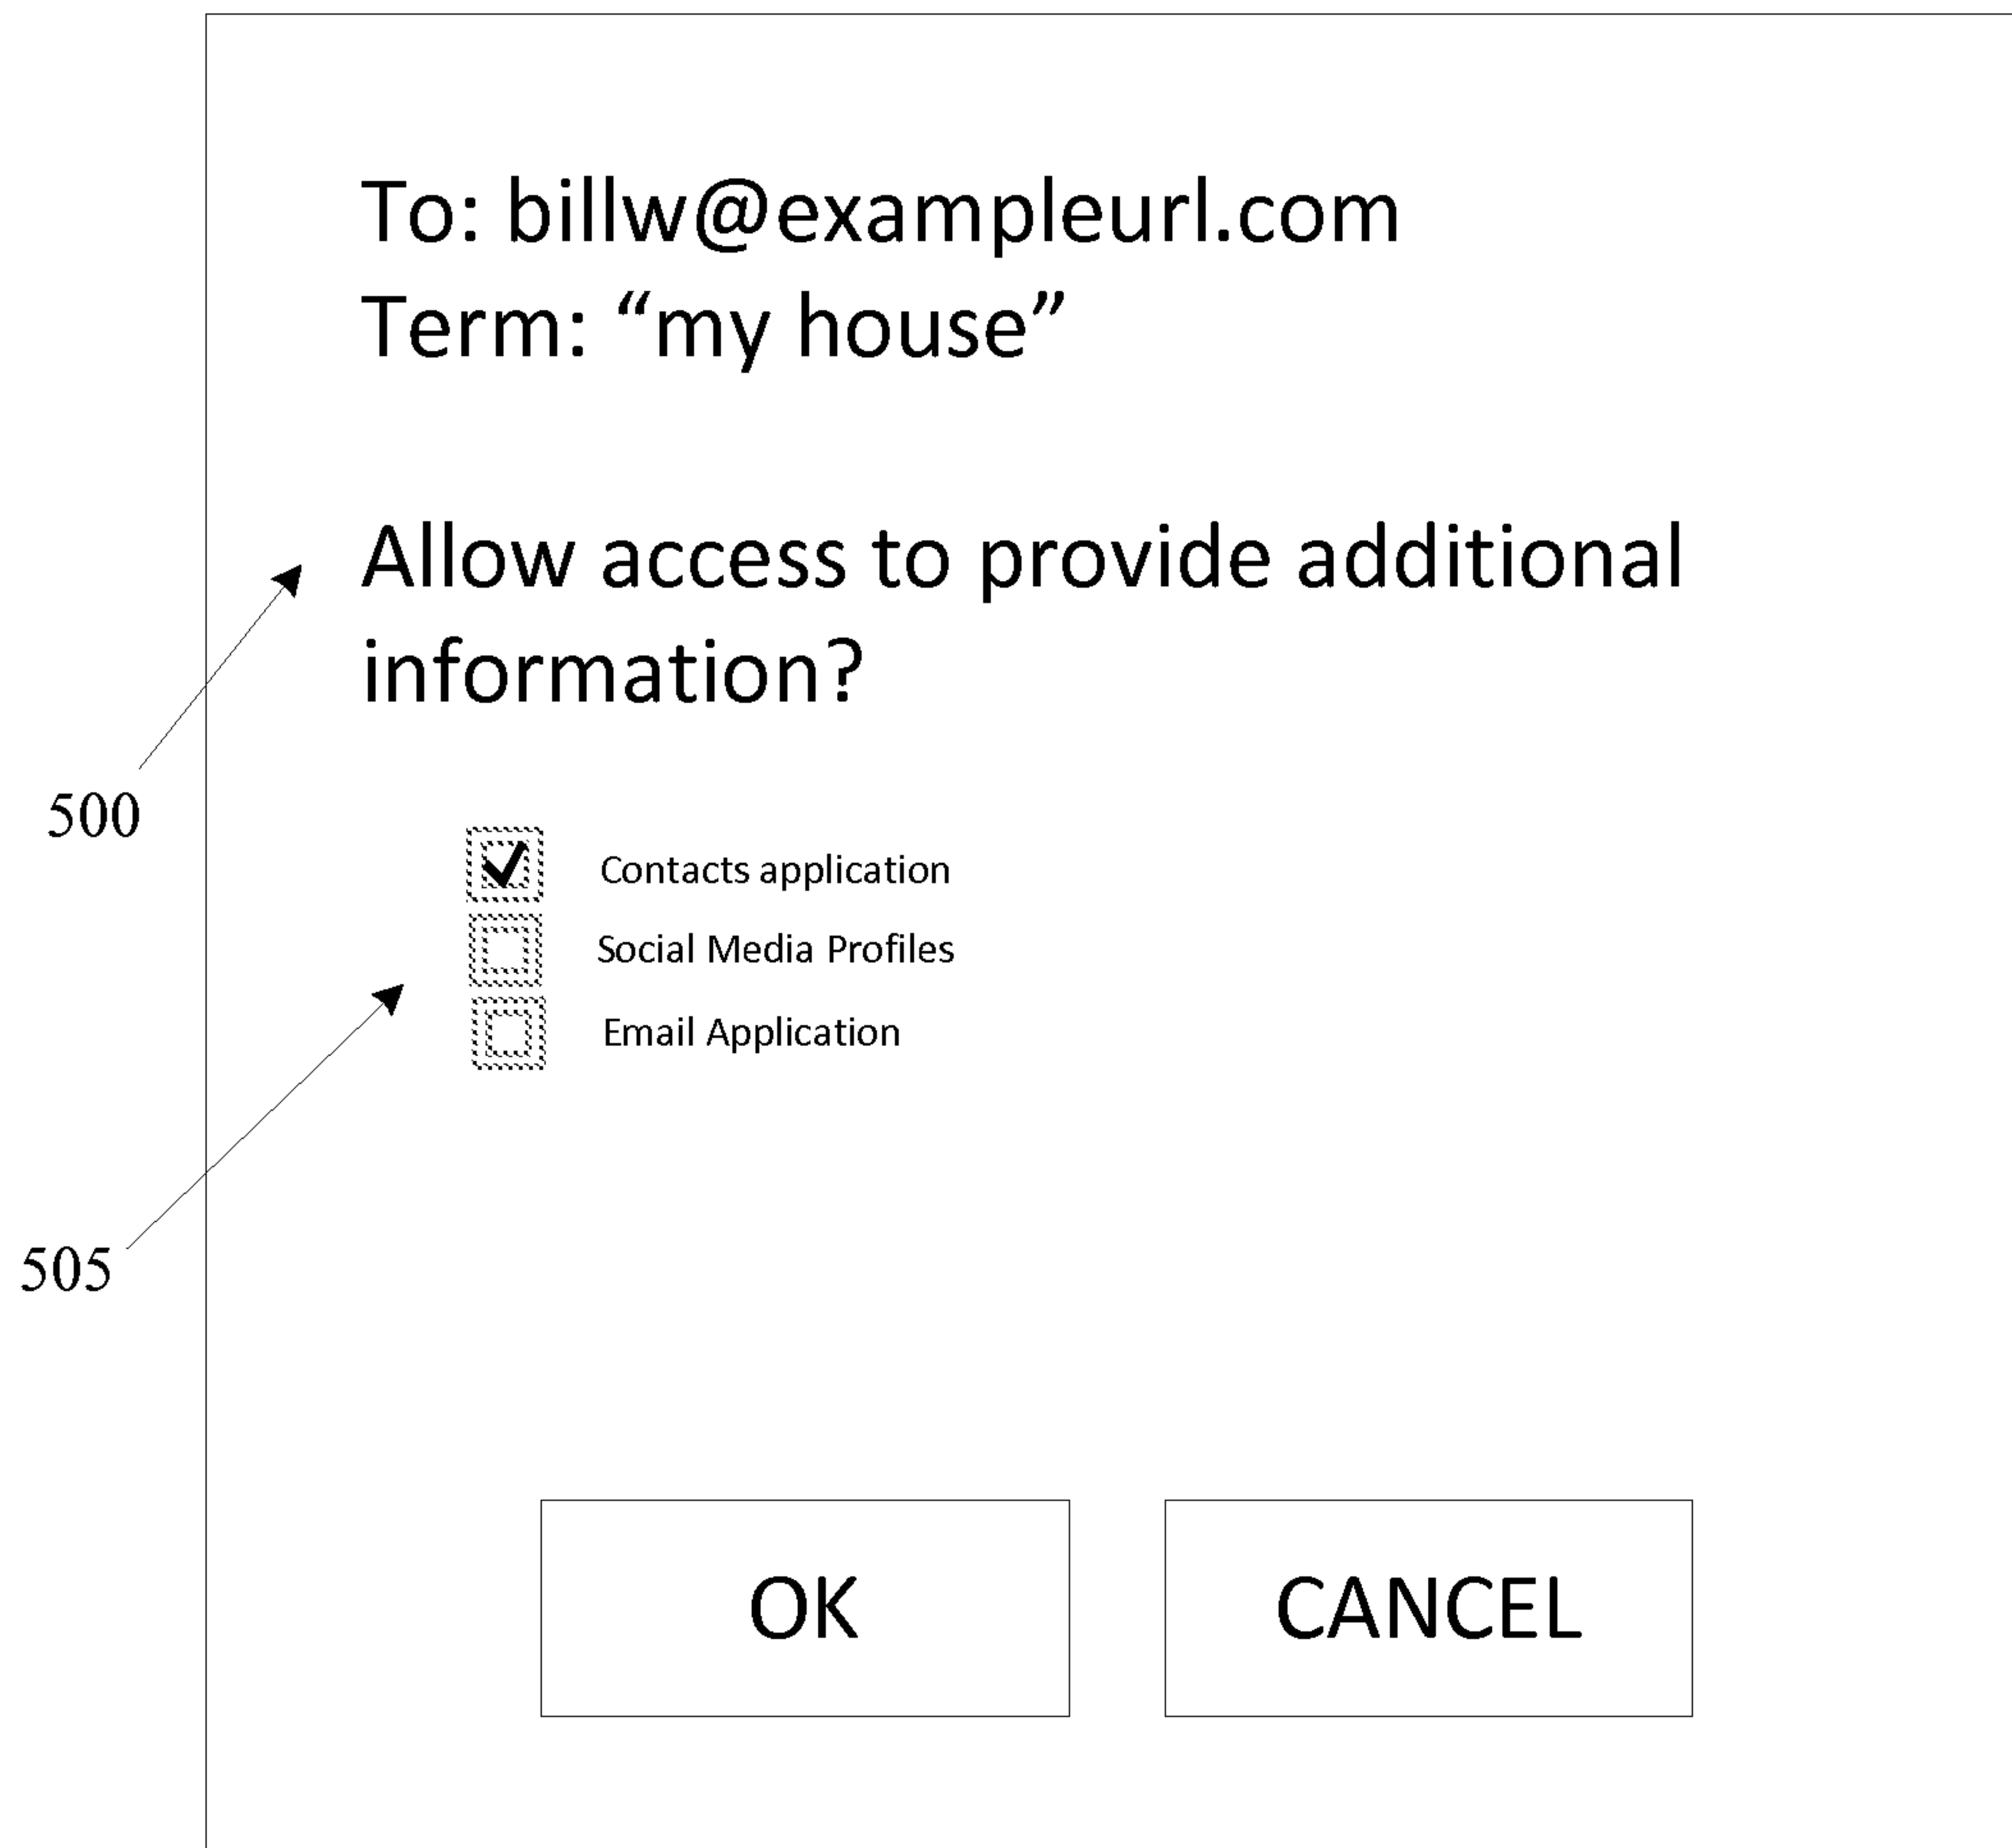 To: billw@exampleurl.com
Term: “my house”
Allow access to provide additional
information?
500
Contacts application
Social Media Profiles
Email Application
505
OK
CANCEL